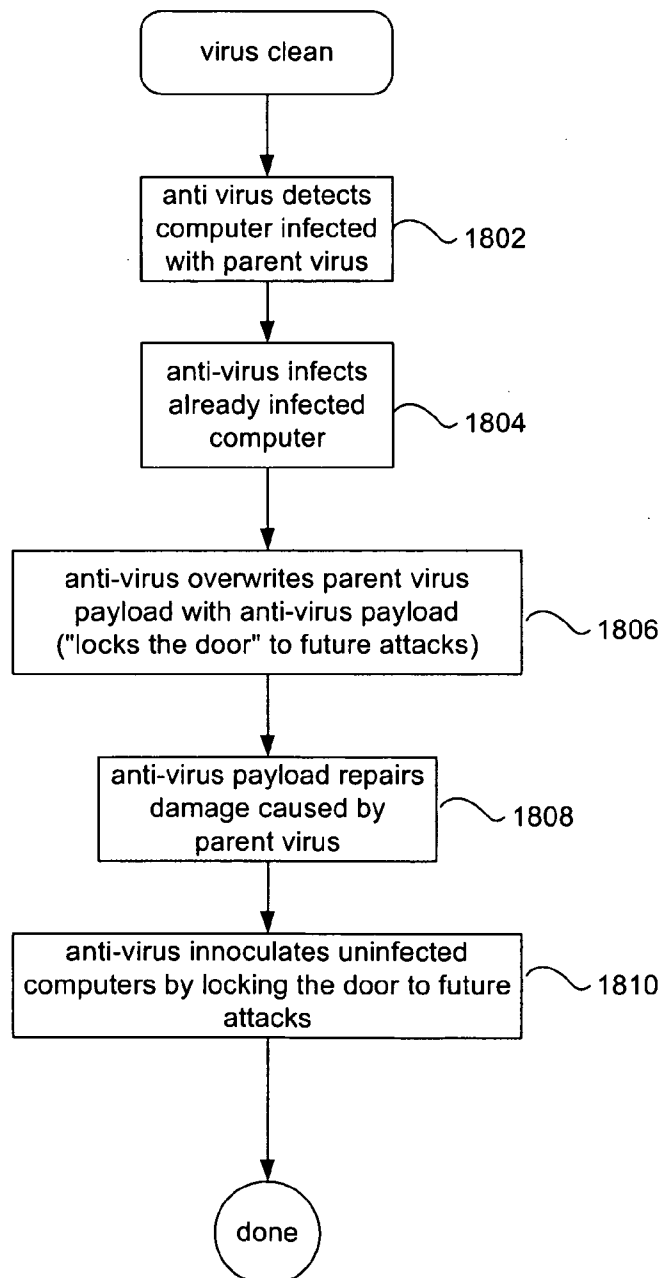 virus clean
anti virus detects
computer infected
with parent virus
1802
anti-virus infects
already infected
computer
1804
anti-virus overwrites parent virus
payload with anti-virus payload
("locks the door" to future attacks)
1806
anti-virus payload repairs
damage caused by
parent virus
1808
anti-virus innoculates uninfected
computers by locking the door to future
attacks
1810
done